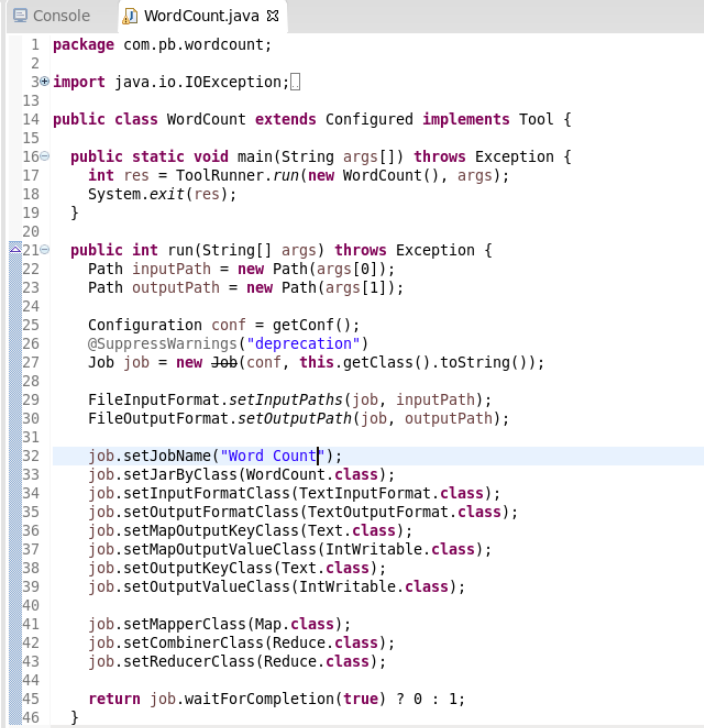 Console WordCount.java
1 package com.pb.wordcount;
2
3 import java.io.IOException;
13
14 public class WordCount extends Configured implements Tool {
15
16 public static void main(String args[]) throws Exception {
17 int res = ToolRunner.run(new WordCount(), args);
18 System.exit(res);
19 }
20
21 public int run(String[] args) throws Exception {
22 Path inputPath = new Path(args[0]);
23 Path outputPath = new Path(args[1]);
24
25 Configuration conf = getConf();
26 @SuppressWarnings("deprecation")
27 Job job = new Job(conf, this.getClass().toString());
28
29 FileInputFormat.setInputPaths(job, inputPath);
30 FileOutputFormat.setOutputPath(job, outputPath);
31
32 job.setJobName("Word Count");
33 job.setJarByClass(WordCount.class);
34 job.setInputFormatClass(TextInputFormat.class);
35 job.setOutputFormatClass(TextOutputFormat.class);
36 job.setMapOutputKeyClass(Text.class);
37 job.setMapOutputValueClass(IntWritable.class);
38 job.setOutputKeyClass(Text.class);
39 job.setOutputValueClass(IntWritable.class);
40
41 job.setMapperClass(Map.class);
42 job.setCombinerClass(Reduce.class);
43 job.setReducerClass(Reduce.class);
44
45 return job.waitForCompletion(true) ? 0 : 1;
46 }